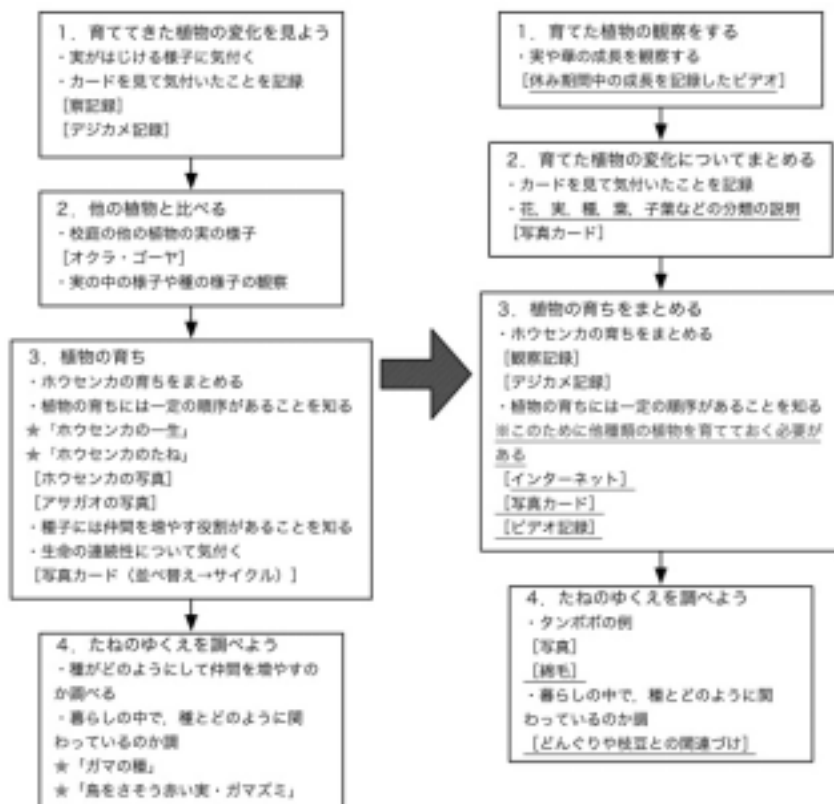 1．育ててきた植物の変化を見よう
・実がはじける様子に気付く
・カードを見て気付いたことを記録
［察記録］
［デジカメ記録］
2．他の植物と比べる
・校庭の他の植物の実の様子
［オクラ・ゴーヤ］
・実の中の様子や種の様子の観察
3．植物の育ち
・ホウセンカの育ちをまとめる
・植物の育ちには一定の順序があることを知る
★「ホウセンカの一生」
★「ホウセンカのたね」
［ホウセンカの写真］
［アサガオの写真］
・種子には仲間を増やす役割があることを知る
・生命の連続性について気付く
［写真カード（並べ替え→サイクル）］
4．たねのゆくえを調べよう
・種がどのようにして仲間を増やすの
か調べる
・暮らしの中で，種とどのように関
わっているのか調
★「ガマの種」
★「鳥をさそう赤い実・ガマズミ」
1．育てた植物の観察をする
・実や華の成長を観察する
［休み期間中の成長を記録したビデオ］
2．育てた植物の変化についてまとめる
・カードを見て気付いたことを記録
・花，実，種，葉，子葉などの分類の説明
［写真カード］
3．植物の育ちをまとめる
・ホウセンカの育ちをまとめる
［観察記録］
［デジカメ記録］
・植物の育ちには一定の順序があることを知る
※このために他種類の植物を育てておく必要が
ある
［インターネット］
［写真カード］
［ビデオ記録］
4．たねのゆくえを調べよう
・タンポポの例
［写真］
［綿毛］
・暮らしの中で，種とどのように関
わっているのか調
［どんぐりや枝豆との関連づけ］